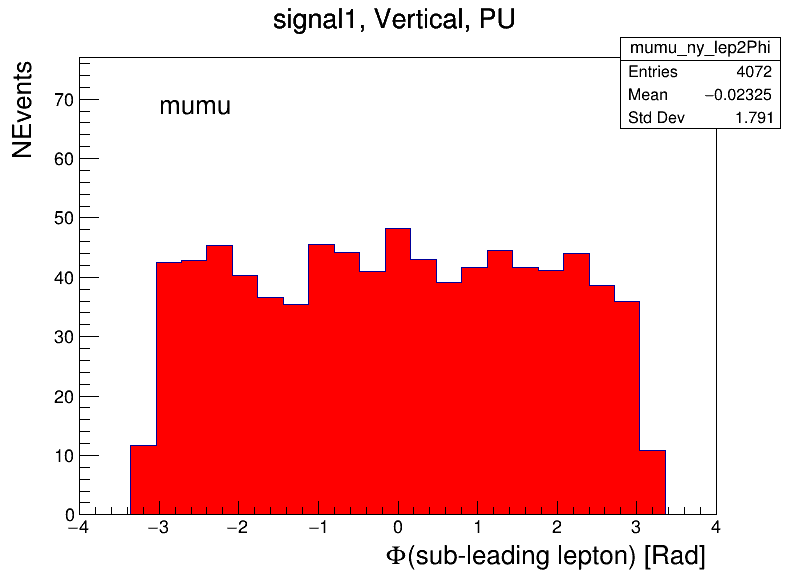 signal1, Vertical, PU
mumu_ny_lep2Phi
Entries 4072
Mean −0.02325
Std Dev 1.791
NEvents
mumu
70
60
50
40
30
20
10
0
−4 −3 −2 −1 0 1 2 3 4
Φ(sub-leading lepton) [Rad]